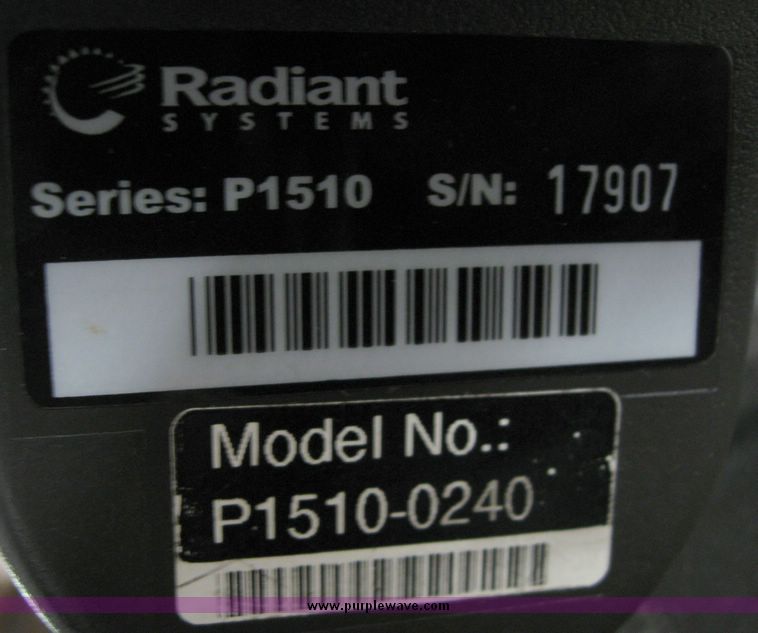 Radiant
SYSTEMS
Series: P1510 S/N: 17907
Model No.:
P1510-0240
www.purplewave.com